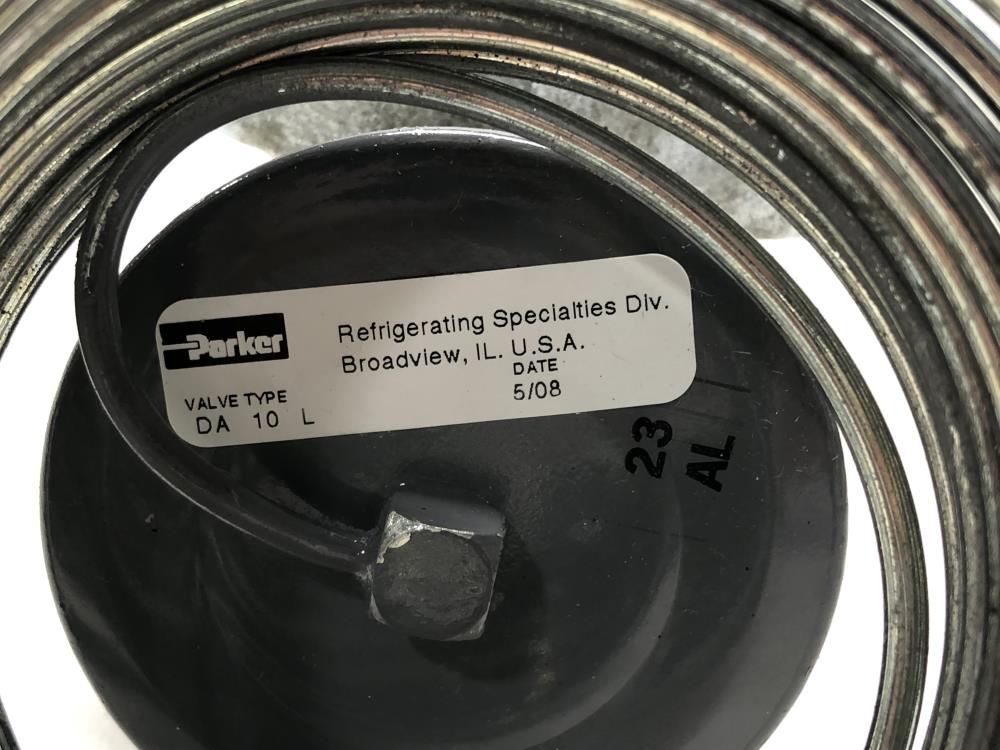 Parker
Refrigerating Specialties Div.
Broadview, IL. U.S.A.
VALVE TYPE
DA 10 L
DATE
5/08
23
AL